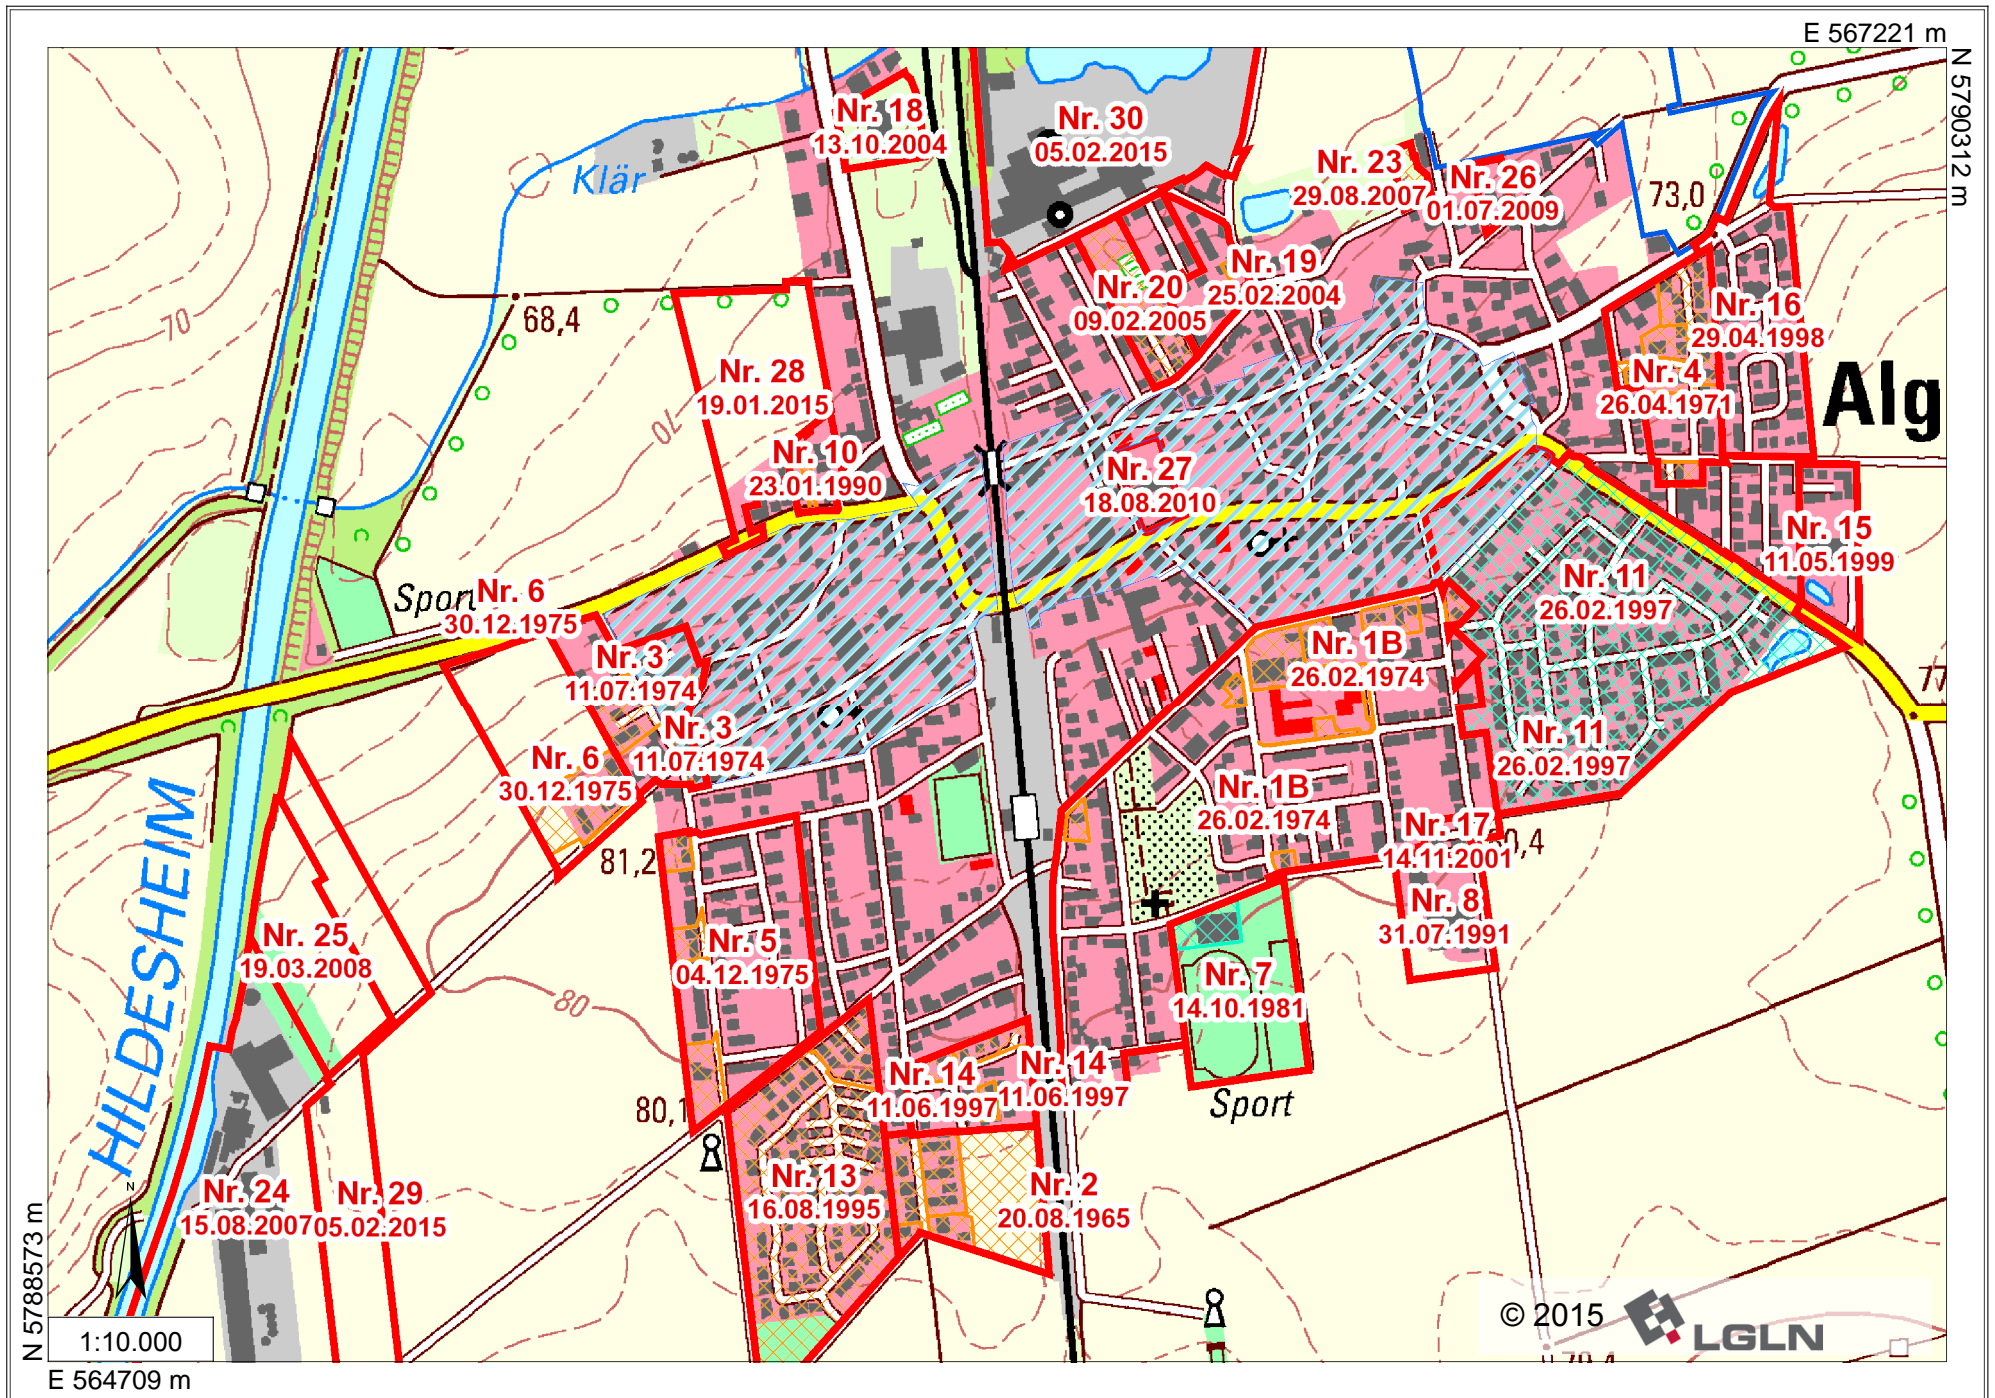 E 567221 m
N 5790312 m
Nr. 18
13.10.2004
Nr. 30
05.02.2015
Klär
Nr. 23
29.08.2007
Nr. 26
01.07.2009
73,0
70
68,4
Nr. 19
25.02.2004
Nr. 20
09.02.2005
Nr. 16
29.04.1998
Nr. 28
19.01.2015
Nr. 4
26.04.1971
Alg
70
Nr. 10
23.01.1990
Nr. 27
18.08.2010
Nr. 15
11.05.1999
Sport
Nr. 6
30.12.1975
Nr. 11
26.02.1997
Nr. 3
11.07.1974
Nr. 1B
26.02.1974
77
Nr. 3
11.07.1974
Nr. 6
30.12.1975
Nr. 11
26.02.1997
Nr. 1B
26.02.1974
HILDESHEIM
81,2
Nr. 17
14.11.2001
0,4
Nr. 8
31.07.1991
Nr. 25
19.03.2008
Nr. 5
04.12.1975
Nr. 7
14.10.1981
80
Nr. 14
11.06.1997
Nr. 14
11.06.1997
80,1
Sport
Nr. 24
15.08.2007
Nr. 29
05.02.2015
Nr. 13
16.08.1995
Nr. 2
20.08.1965
N
N 5788573 m
1:10.000
© 2015
LGLN
E 564709 m